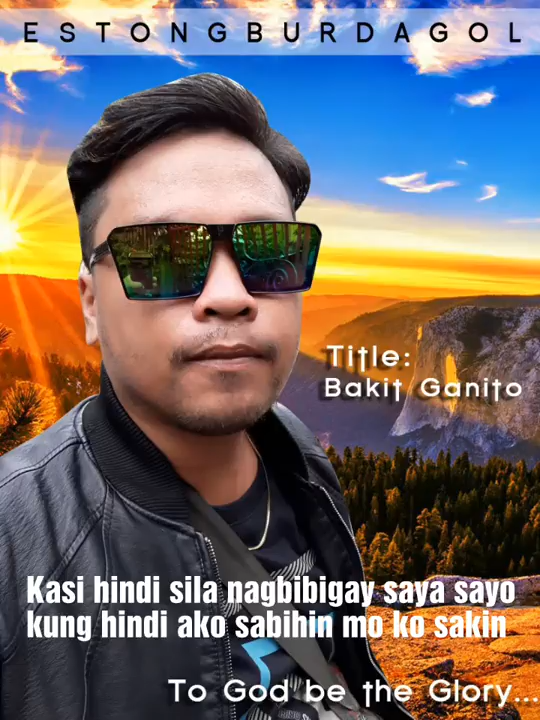 ESTONGBURDAGOL
Title:
Bakit Ganito
Kasi hindi sila nagbibigay saya sayo
kung hindi ako sabihin mo ko sakin
To God be the Glory...